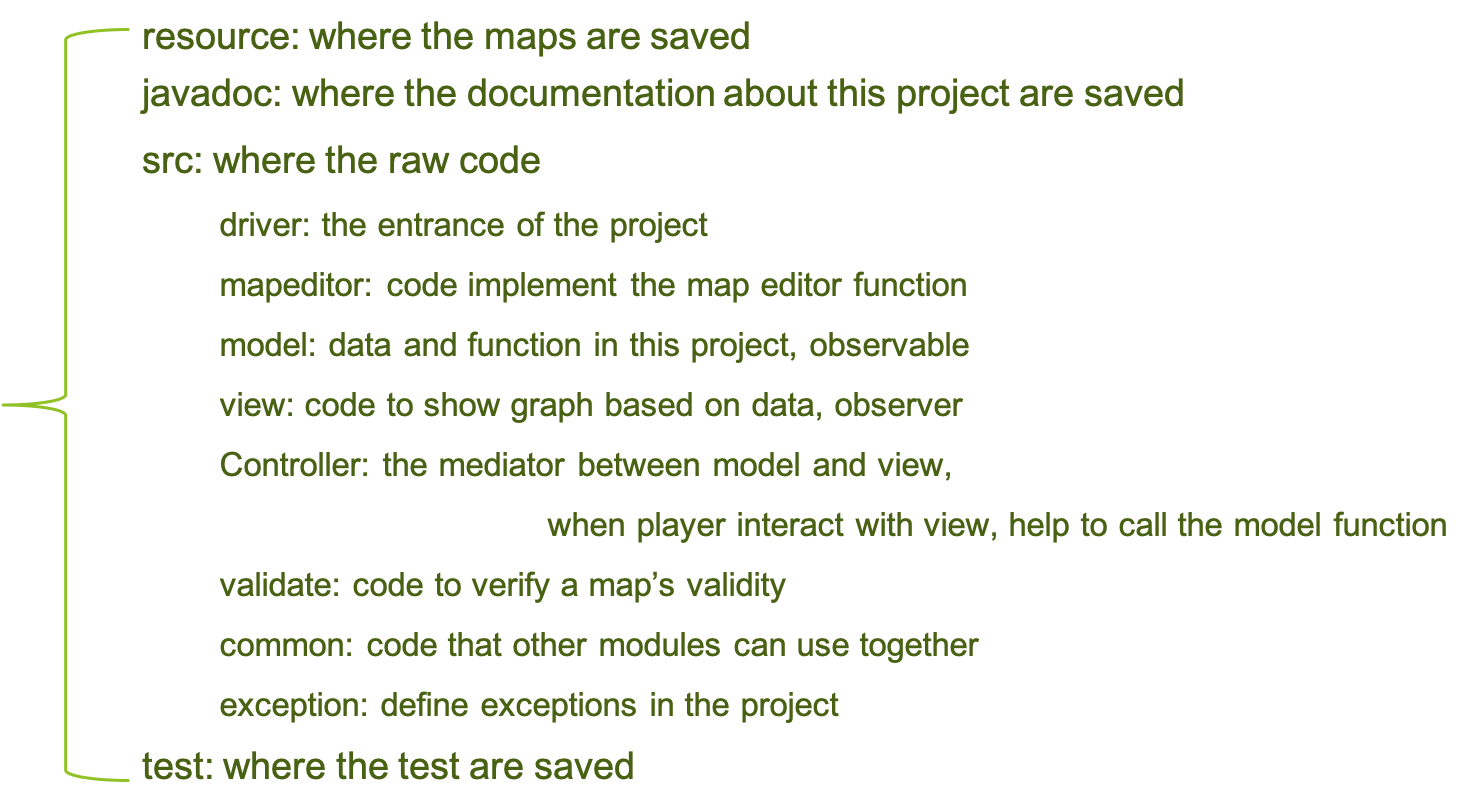 resource: where the maps are saved
javadoc: where the documentation about this project are saved
src: where the raw code
driver: the entrance of the project
mapeditor: code implement the map editor function
model: data and function in this project, observable
view: code to show graph based on data, observer
Controller: the mediator between model and view,
when player interact with view, help to call the model function
validate: code to verify a map’s validity
common: code that other modules can use together
exception: define exceptions in the project
test: where the test are saved